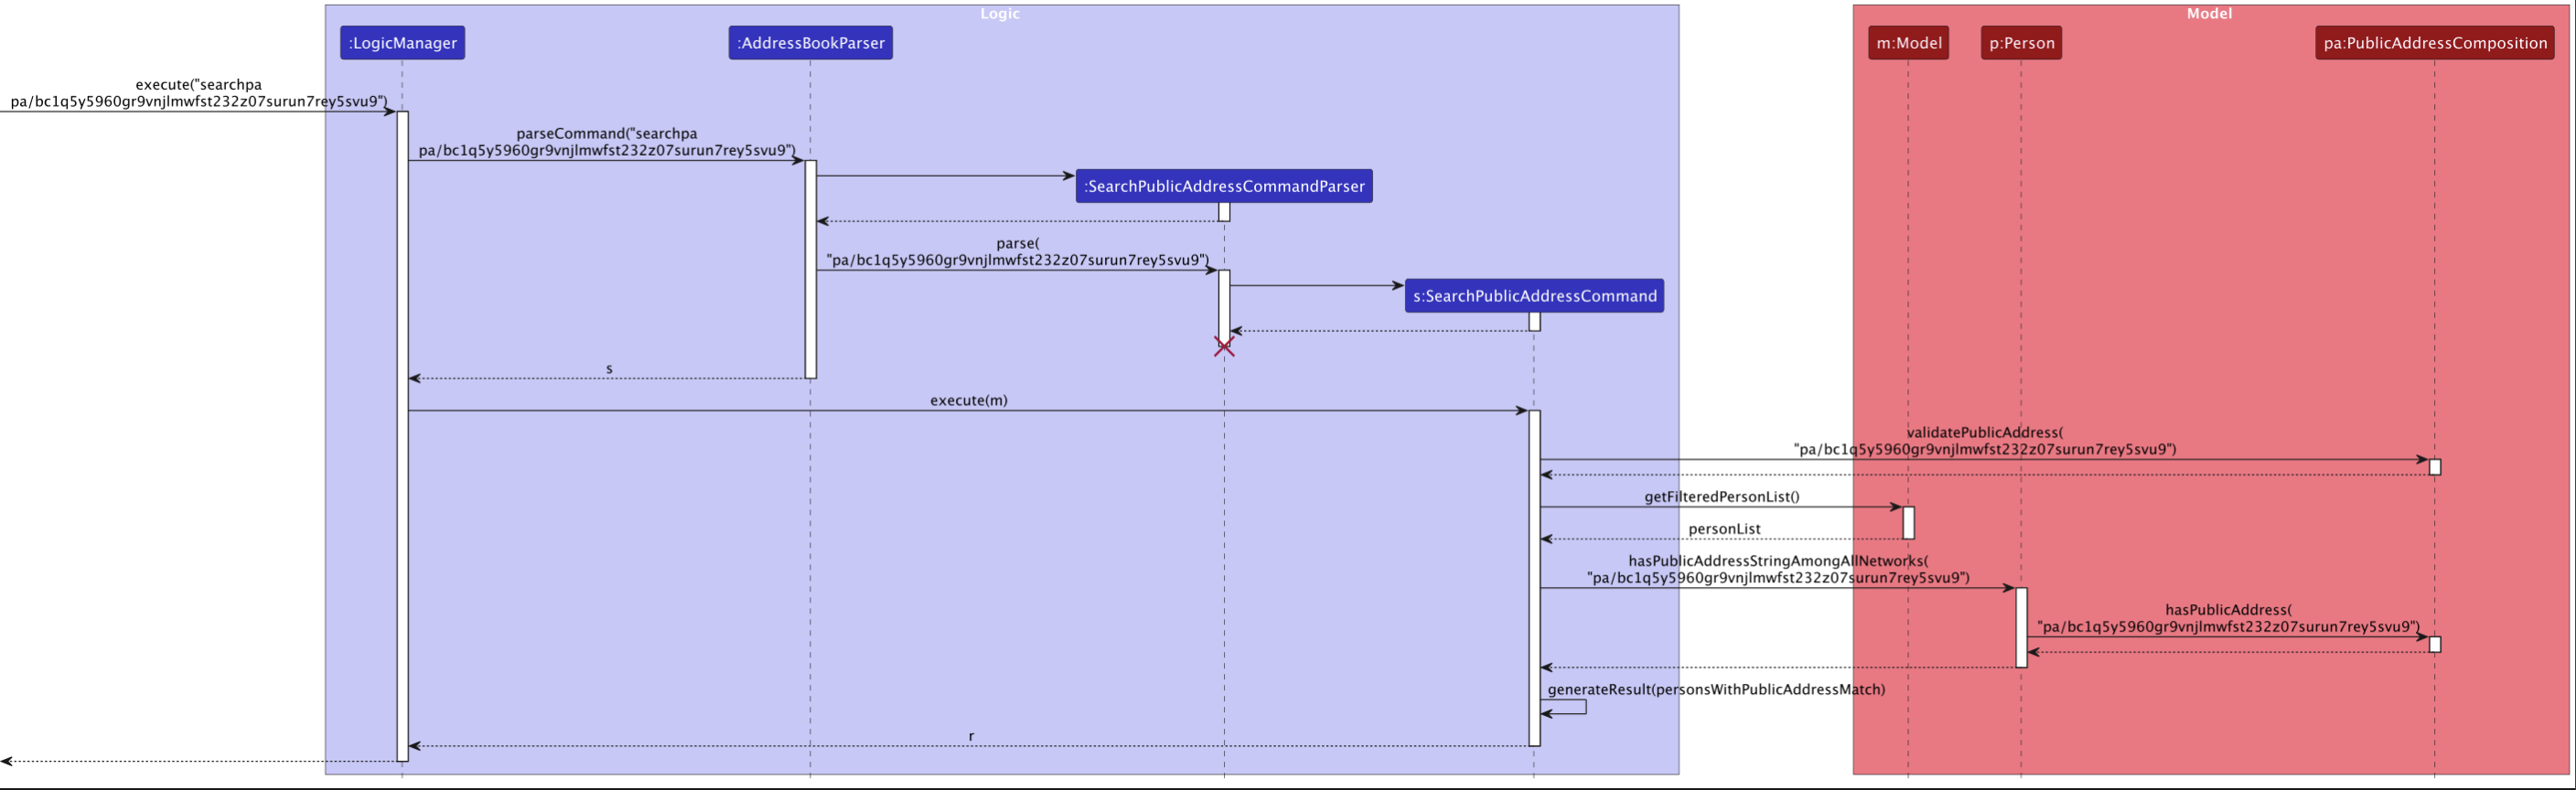 Logic
Model
:LogicManager
:AddressBookParser
m:Model
p:Person
pa:PublicAddressComposition
execute("searchpa
pa/bc1q5y5960gr9vnjlmwfst232z07surun7rey5svu9")
parseCommand("searchpa
pa/bc1q5y5960gr9vnjlmwfst232z07surun7rey5svu9")
:SearchPublicAddressCommandParser
parse(
"pa/bc1q5y5960gr9vnjlmwfst232z07surun7rey5svu9")
s:SearchPublicAddressCommand
s
execute(m)
validatePublicAddress(
"pa/bc1q5y5960gr9vnjlmwfst232z07surun7rey5svu9")
getFilteredPersonList()
personList
hasPublicAddressStringAmongAllNetworks(
"pa/bc1q5y5960gr9vnjlmwfst232z07surun7rey5svu9")
hasPublicAddress(
"pa/bc1q5y5960gr9vnjlmwfst232z07surun7rey5svu9")
generateResult(personsWithPublicAddressMatch)
r